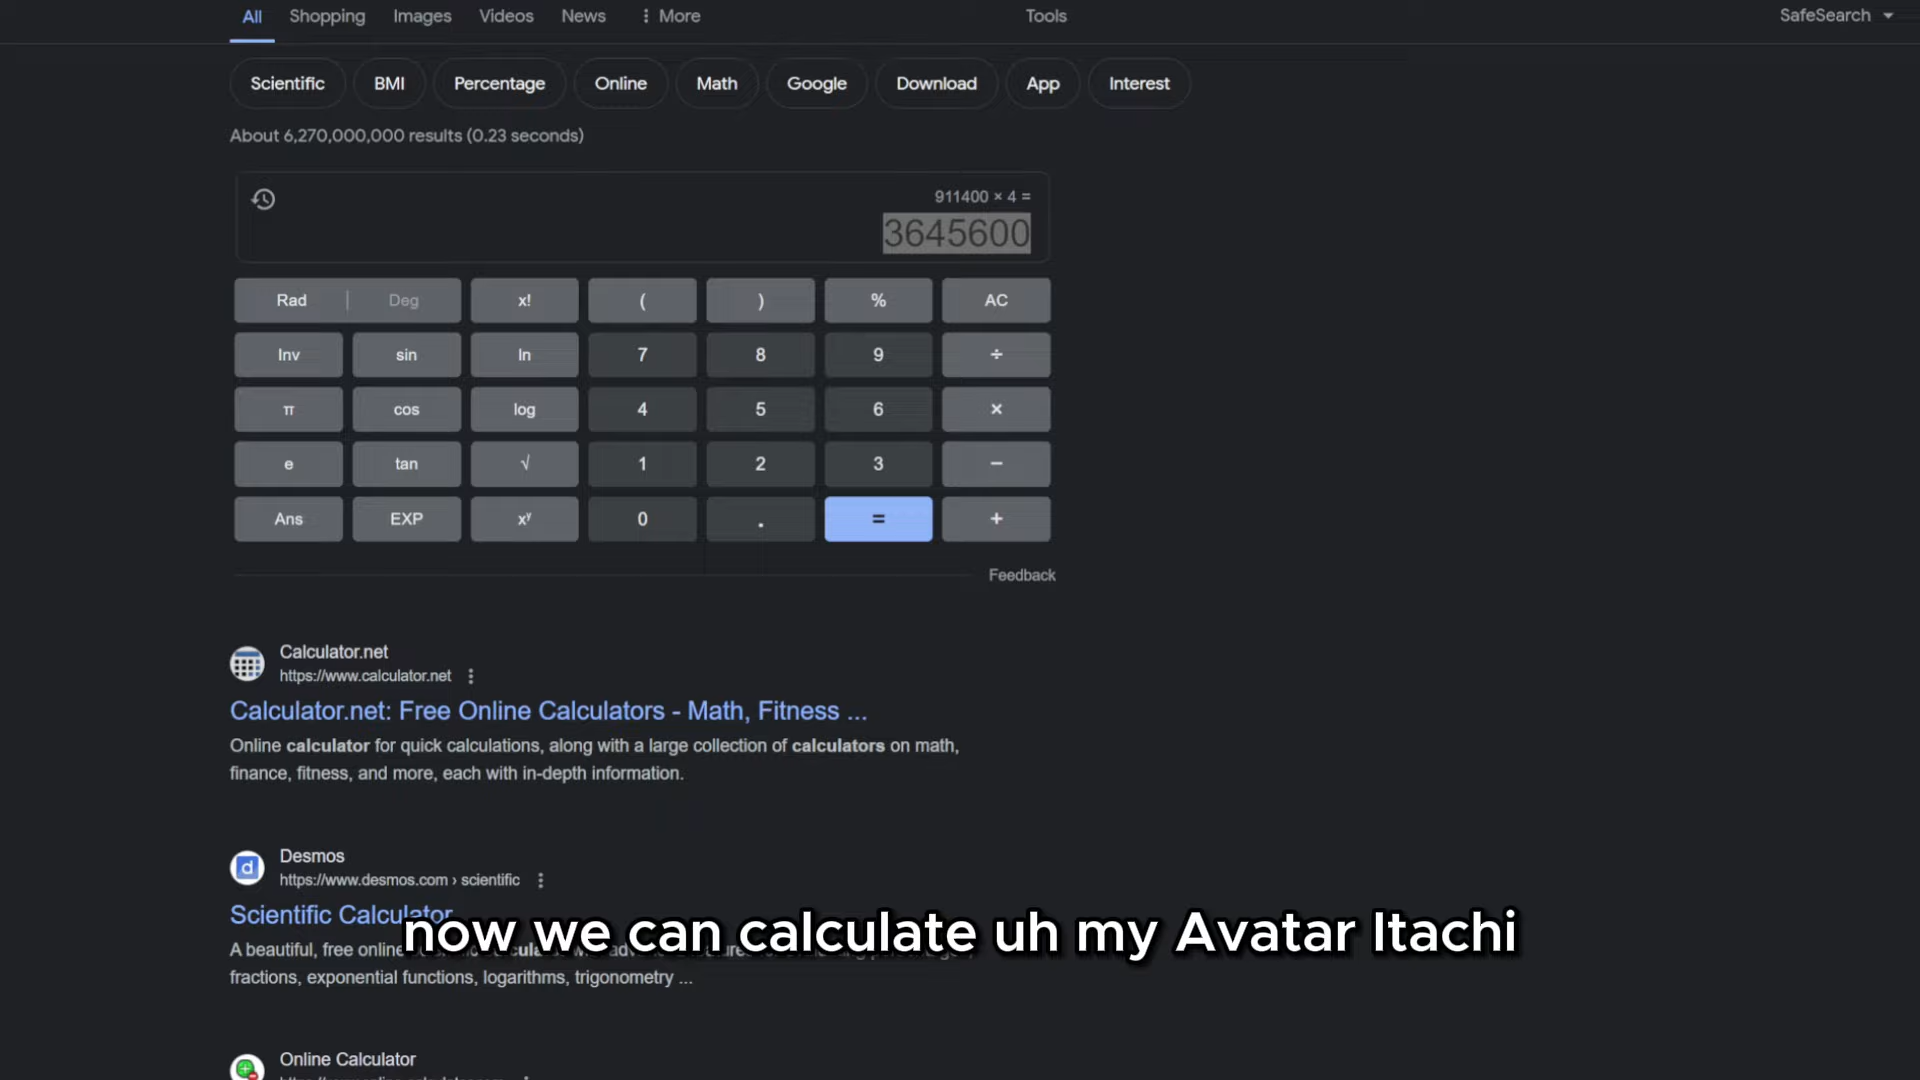 All Shopping Images Videos News More Tools SafeSearch
Scientific BMI Percentage Online Math Google Download App Interest
About 6,270,000,000 results (0.23 seconds)
911400 × 4 =
3645600
Rad Deg x! ( ) % AC
Inv sin ln 7 8 9 ÷
π cos log 4 5 6 ×
e tan √ 1 2 3 −
Ans EXP xʸ 0 . = +
Feedback
Calculator.net
https://www.calculator.net
Calculator.net: Free Online Calculators - Math, Fitness ...
Online calculator for quick calculations, along with a large collection of calculators on math,
finance, fitness, and more, each with in-depth information.
Desmos
https://www.desmos.com › scientific
Scientific Calculator
now we can calculate uh my Avatar Itachi
A beautiful, free online
fractions, exponential functions, logarithms, trigonometry ...
Online Calculator